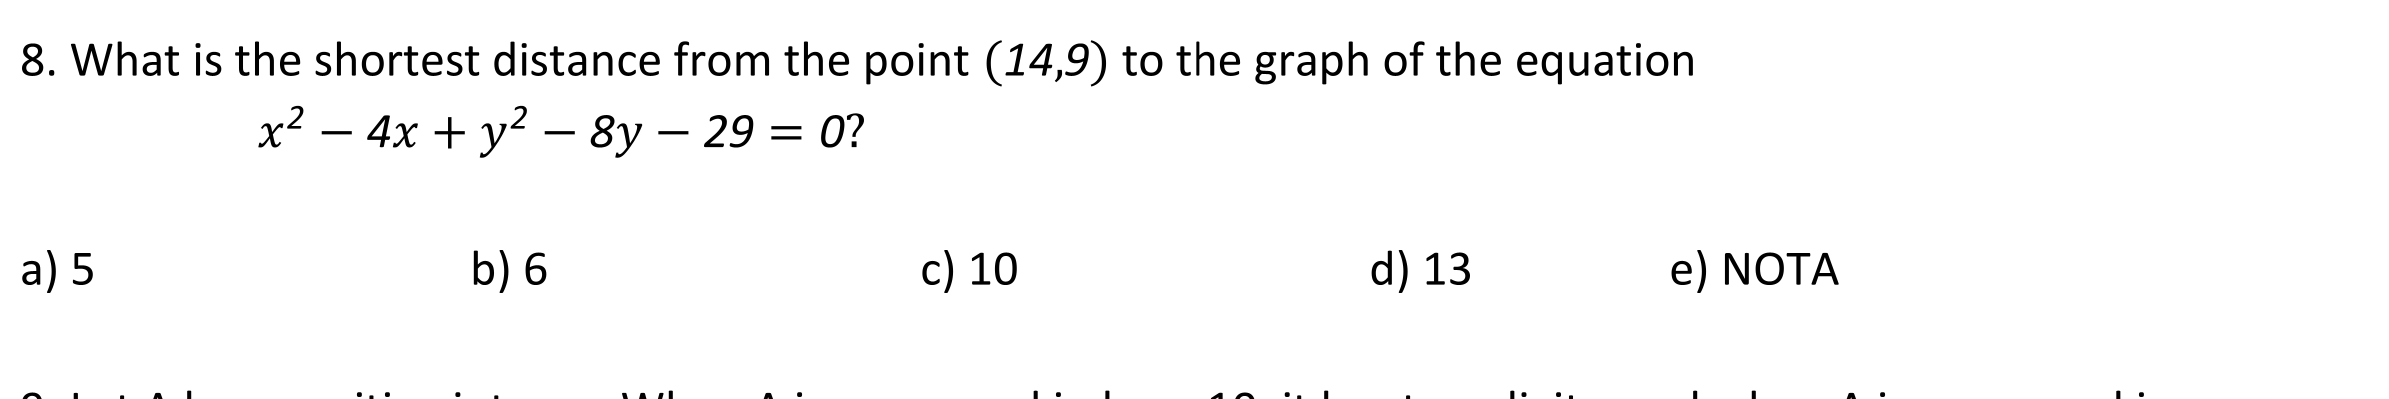 8. What is the shortest distance from the point (14,9) to the graph of the equation
x² − 4x + y² − 8y − 29 = 0?
a) 5 b) 6 c) 10 d) 13 e) NOTA